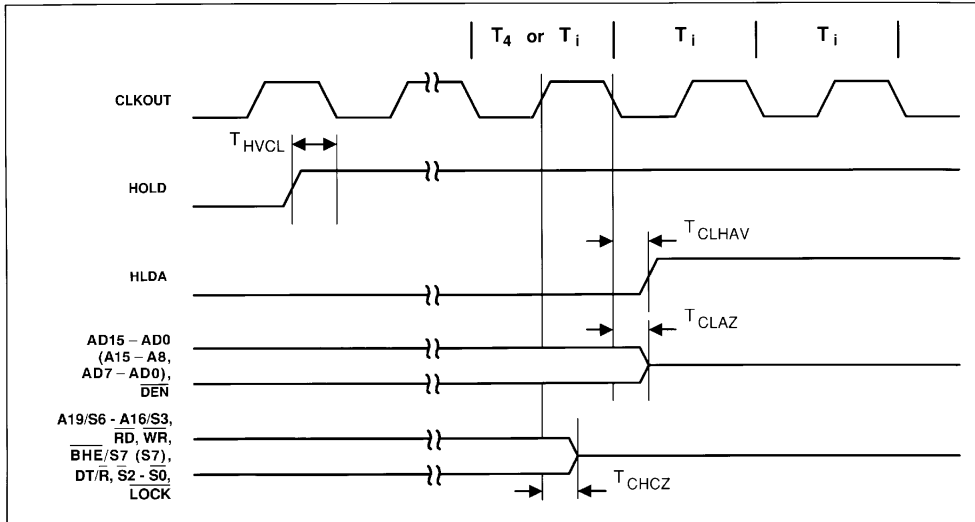 T4 or Ti Ti Ti
CLKOUT
THVCL
HOLD
TCLHAV
HLDA
TCLAZ
AD15 – AD0
(A15 – A8,
AD7 – AD0),
DEN
A19/S6 - A16/S3,
RD, WR,
BHE/S7 (S7),
DT/R, S2 - S0,
LOCK
TCHCZ